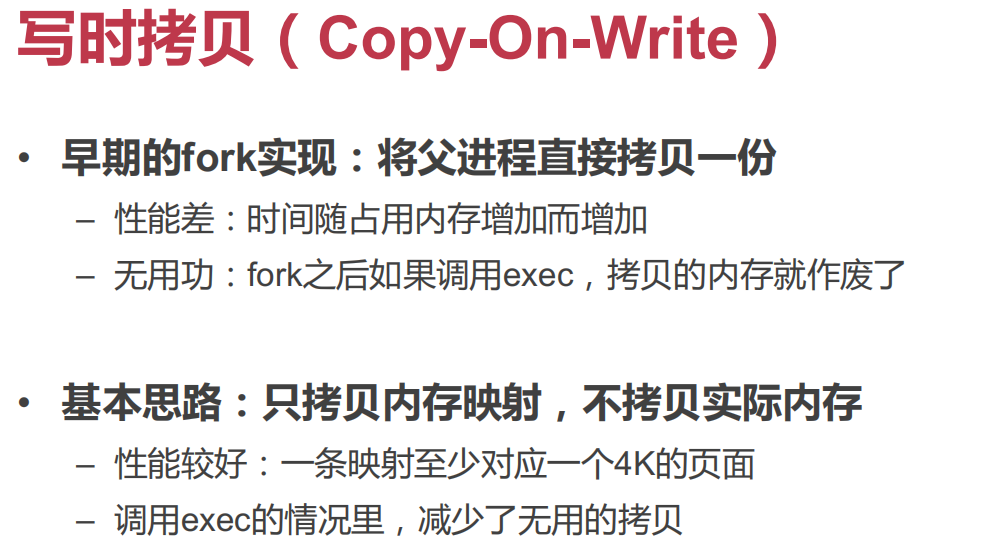 写时拷贝（Copy-On-Write）
• 早期的fork实现：将父进程直接拷贝一份
– 性能差：时间随占用内存增加而增加
– 无用功：fork之后如果调用exec，拷贝的内存就作废了
• 基本思路：只拷贝内存映射，不拷贝实际内存
– 性能较好：一条映射至少对应一个4K的页面
– 调用exec的情况里，减少了无用的拷贝